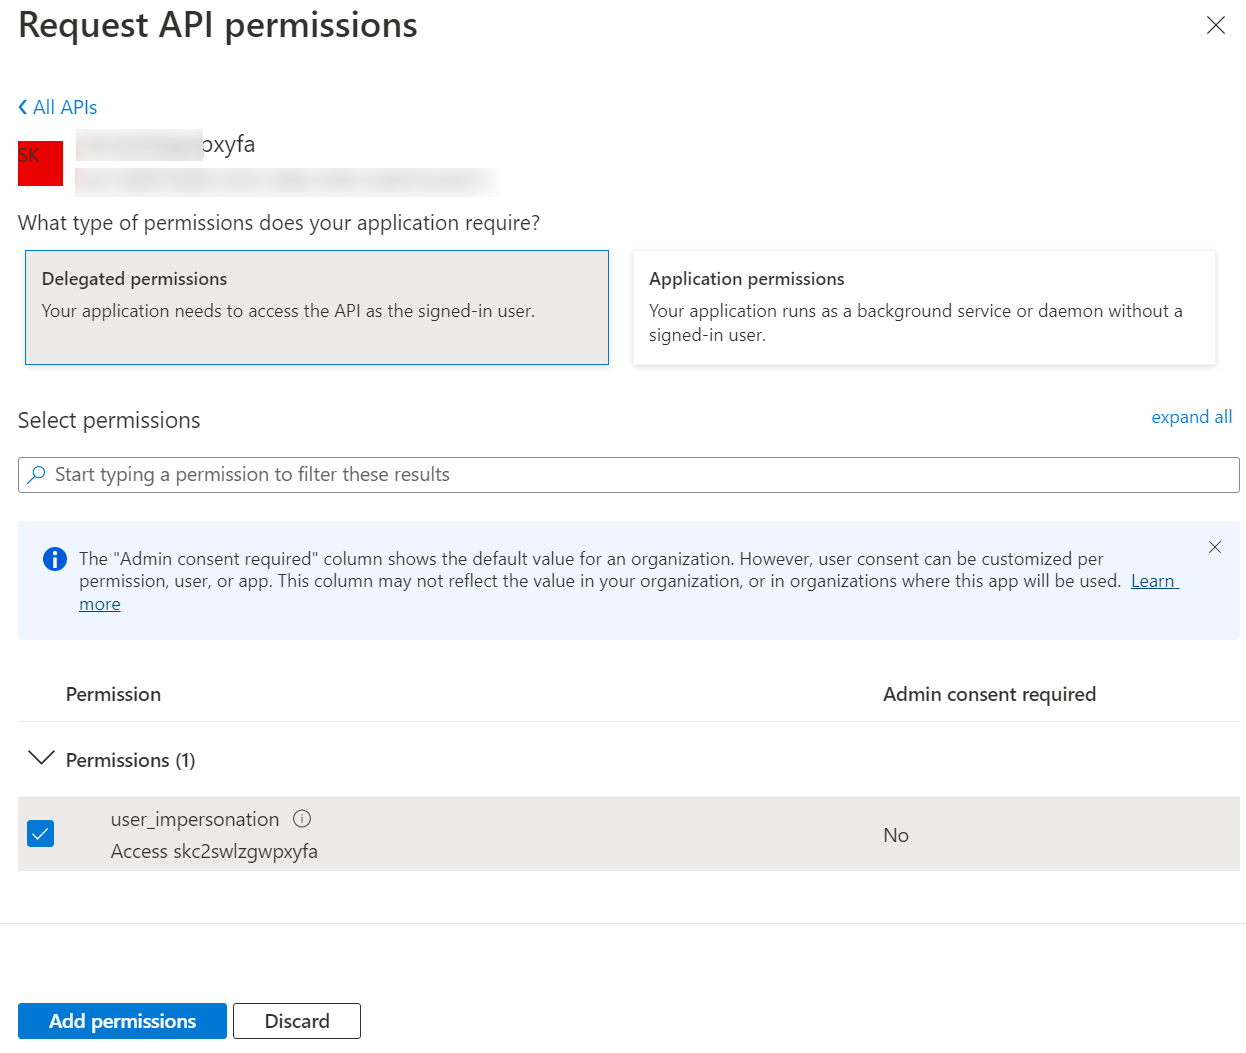 Request API permissions
All APIs
SK
pxyfa
What type of permissions does your application require?
Delegated permissions
Your application needs to access the API as the signed-in user.
Application permissions
Your application runs as a background service or daemon without a
signed-in user.
Select permissions
expand all
Start typing a permission to filter these results
The "Admin consent required" column shows the default value for an organization. However, user consent can be customized per
permission, user, or app. This column may not reflect the value in your organization, or in organizations where this app will be used. Learn
more
Permission
Admin consent required
Permissions (1)
user_impersonation
Access skc2swlzgwpxyfa
No
Add permissions
Discard